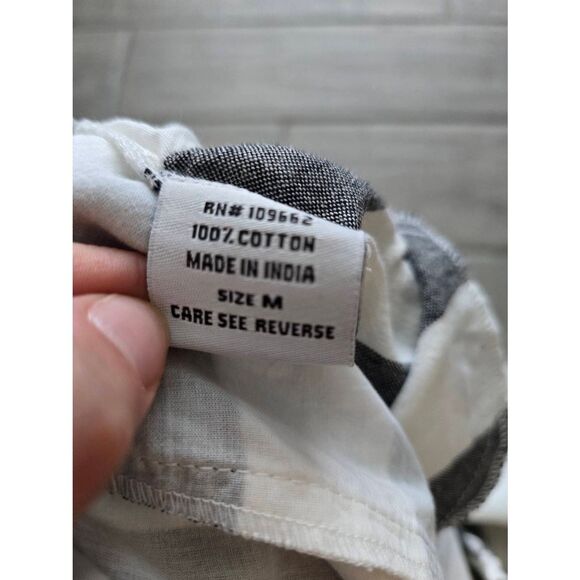 RN# 109662
100% COTTON
MADE IN INDIA
SIZE M
CARE SEE REVERSE